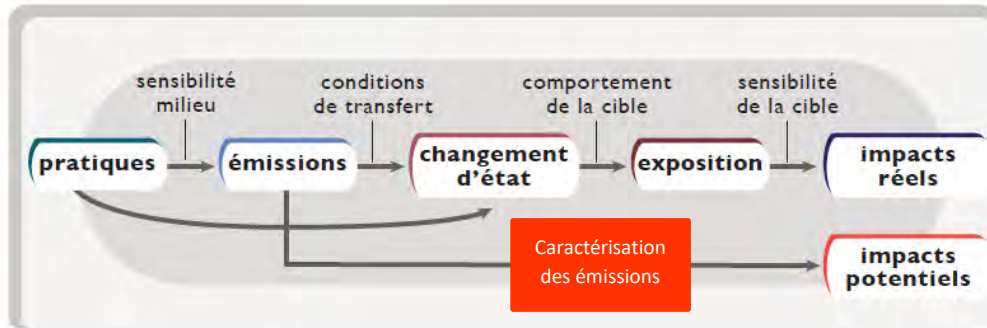 sensibilité
milieu
conditions
de transfert
comportement
de la cible
sensibilité
de la cible
pratiques
émissions
changement
d'état
exposition
impacts
réels
Caractérisation
des émissions
impacts
potentiels